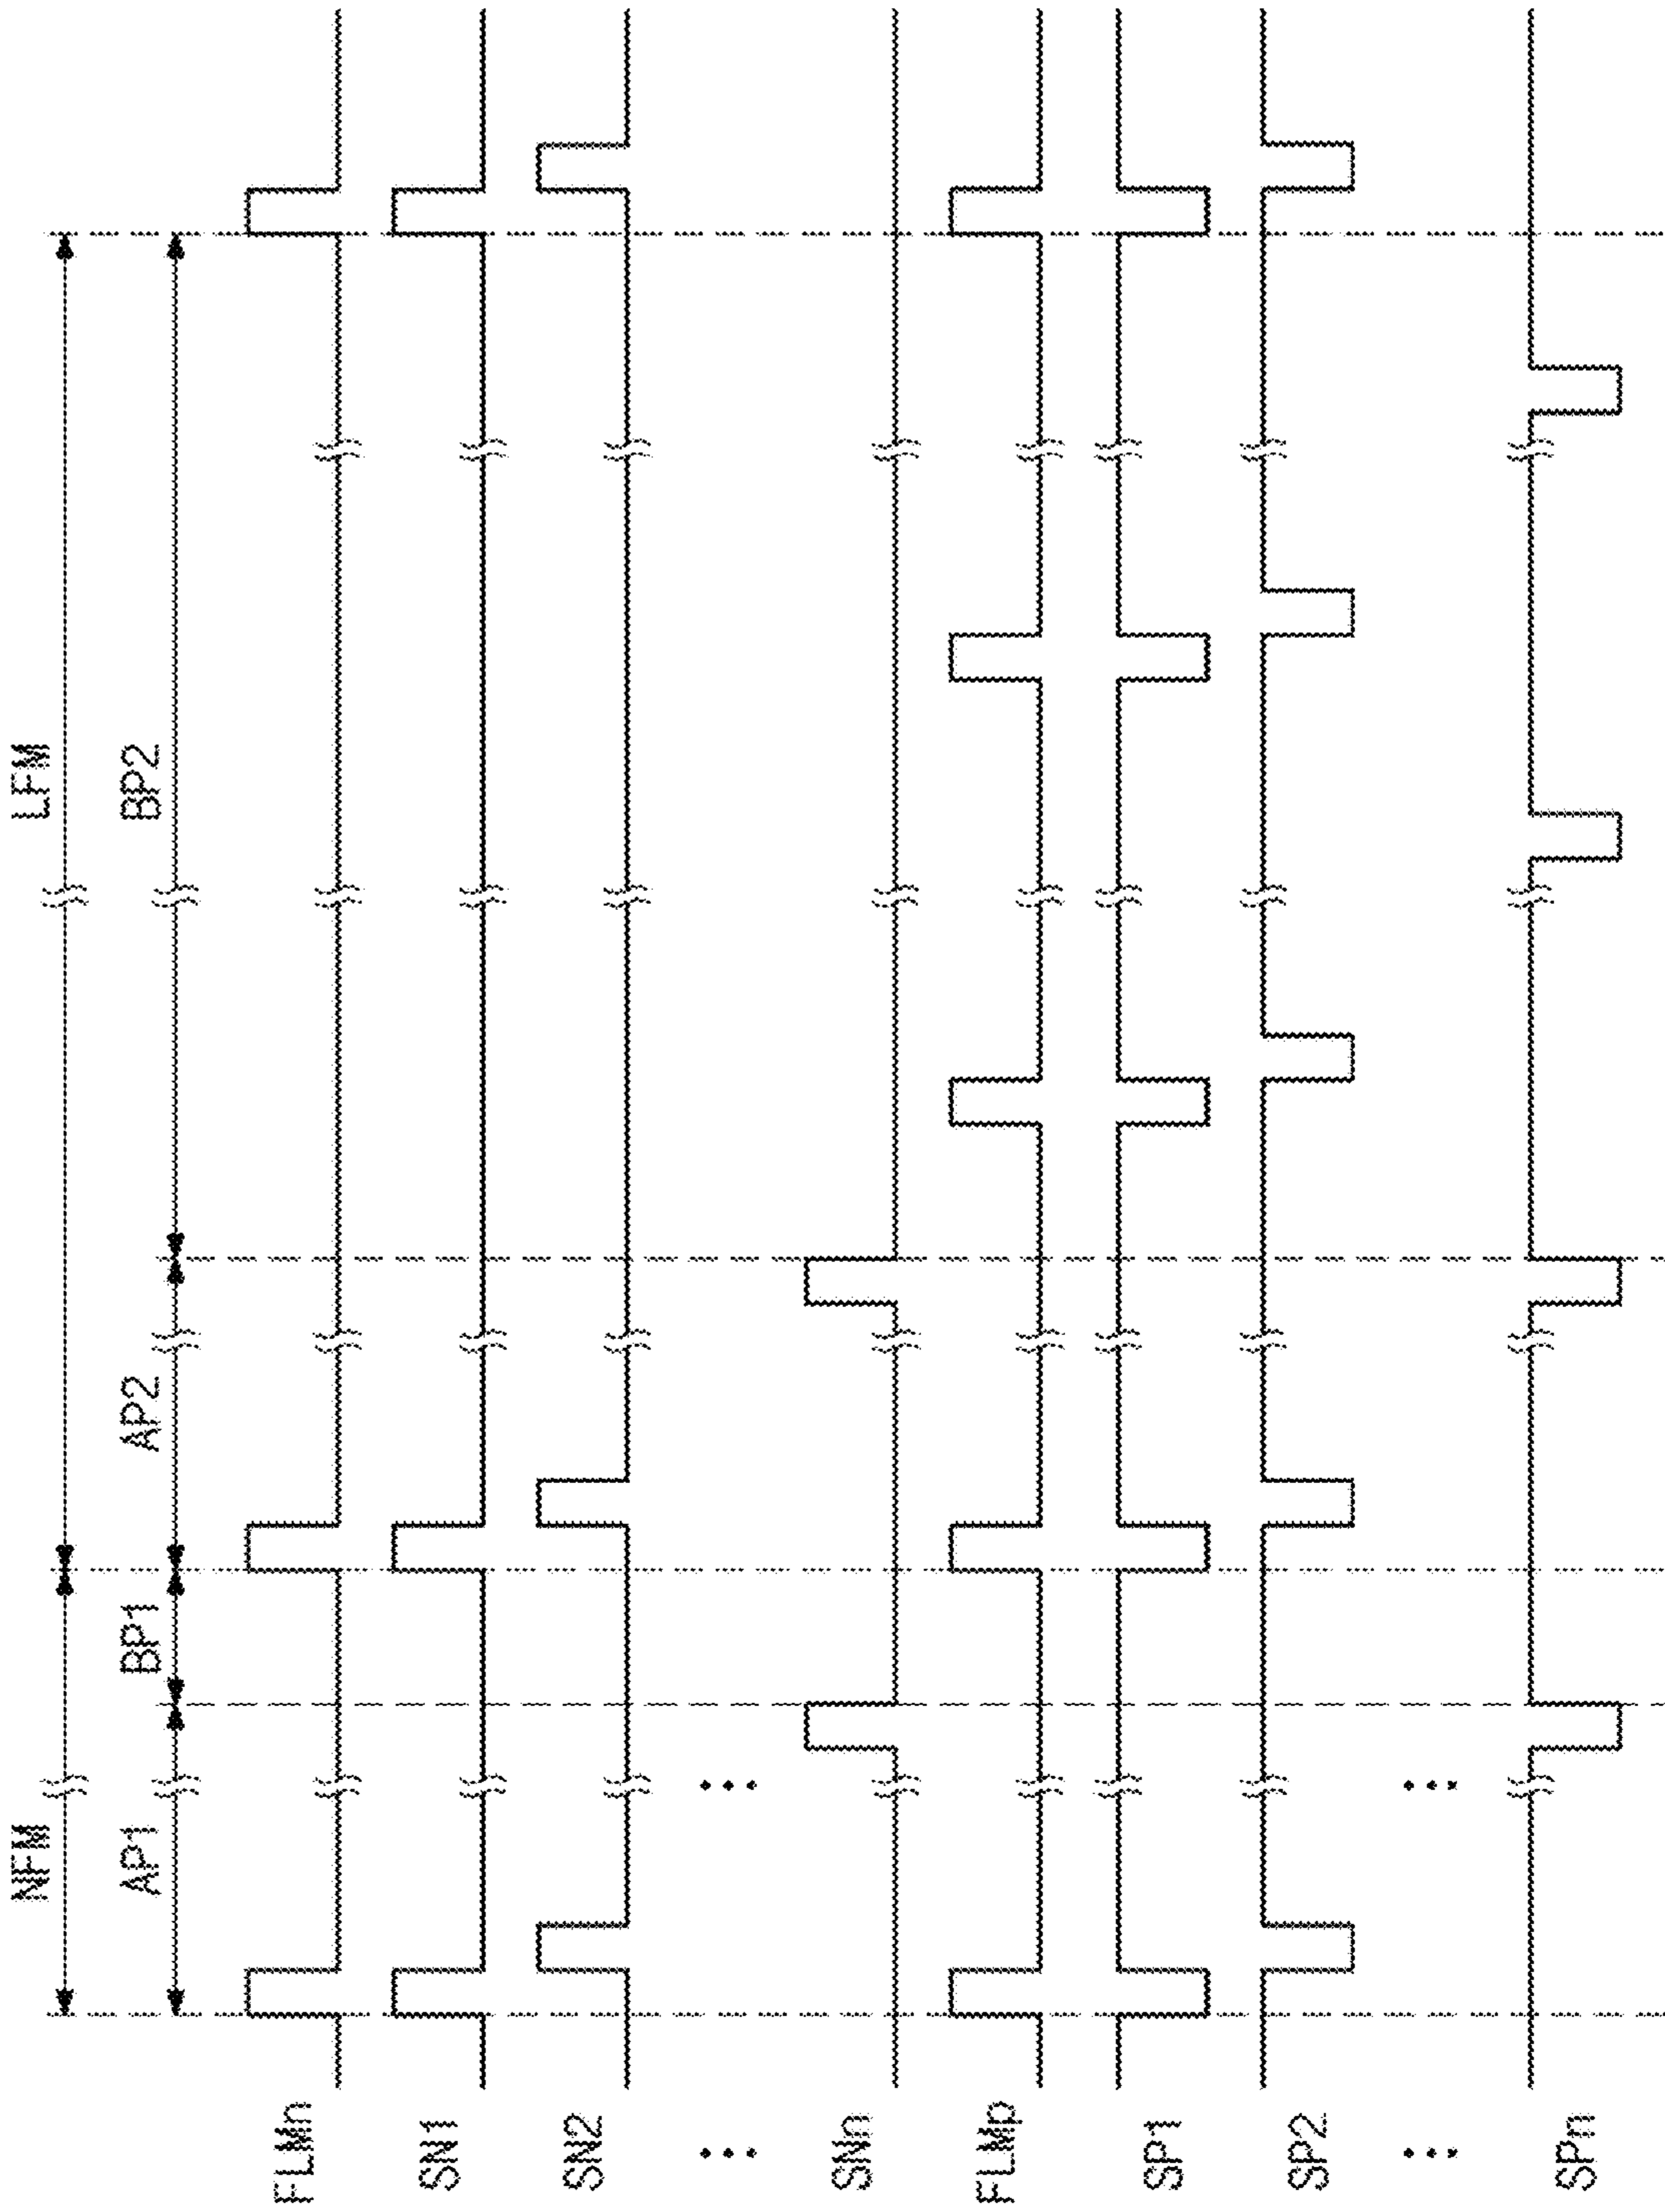 NFM LFM
AP1 BP1 AP2 BP2
FLMn
SN1
SN2
SNn
FLMp
SP1
SP2
SPn